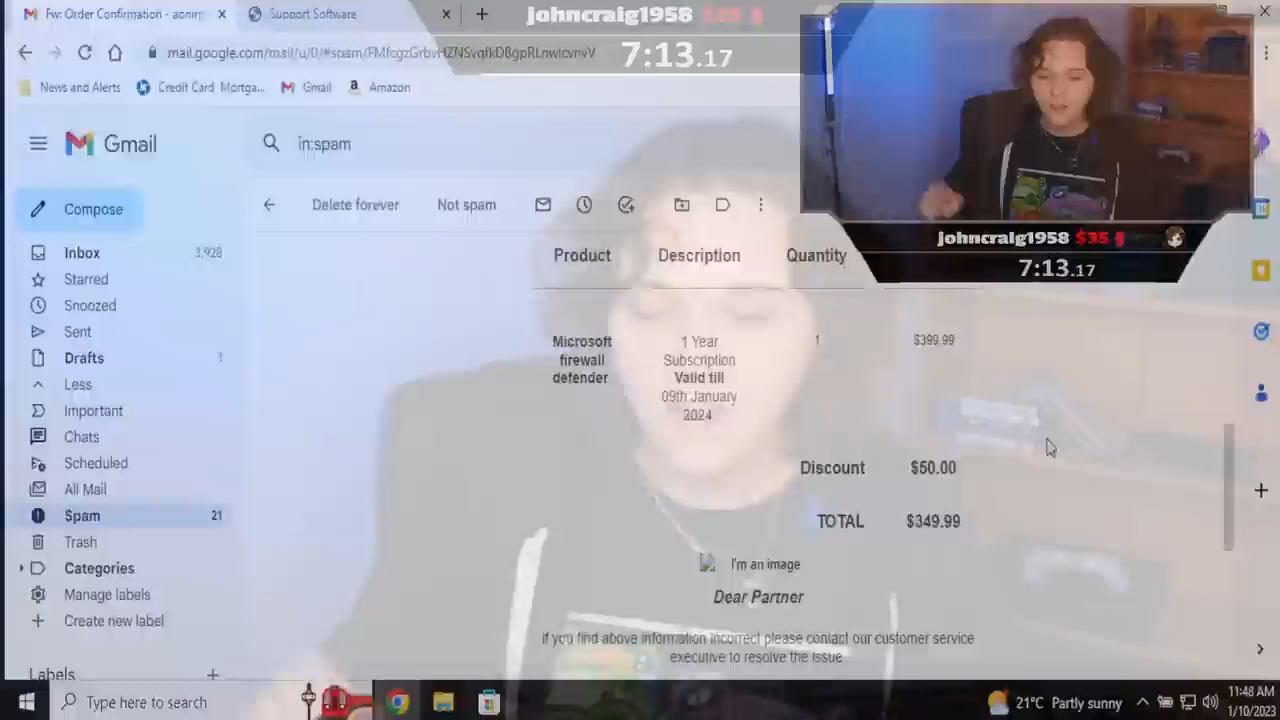 Fw: Order Confirmation - aonin
Support Software
johncraig1958 $35
7:13.17
mail.google.com/mail/u/0/#spam/
News and Alerts
Credit Card Mortga...
Gmail
Amazon
Gmail
in:spam
Compose
Delete forever
Not spam
johncraig1958 $35
7:13.17
Inbox 3,928
Starred
Snoozed
Sent
Drafts 1
Less
Important
Chats
Scheduled
All Mail
Spam 21
Trash
Categories
Manage labels
Create new label
Labels
Product Description Quantity
Microsoft firewall defender
1 Year
Subscription
Valid till
09th January
2024
1
$399.99
Discount $50.00
TOTAL $349.99
I'm an image
Dear Partner
if you find above information incorrect please contact our customer service
executive to resolve the issue
Type here to search
21°C Partly sunny
11:48 AM
1/10/2023